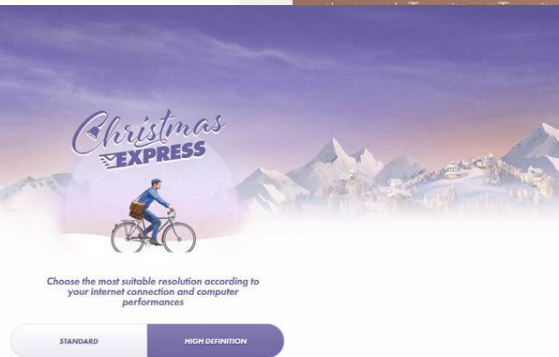 Christmas
EXPRESS
Choose the most suitable resolution according to
your internet connection and computer
performances
STANDARD
HIGH DEFINITION